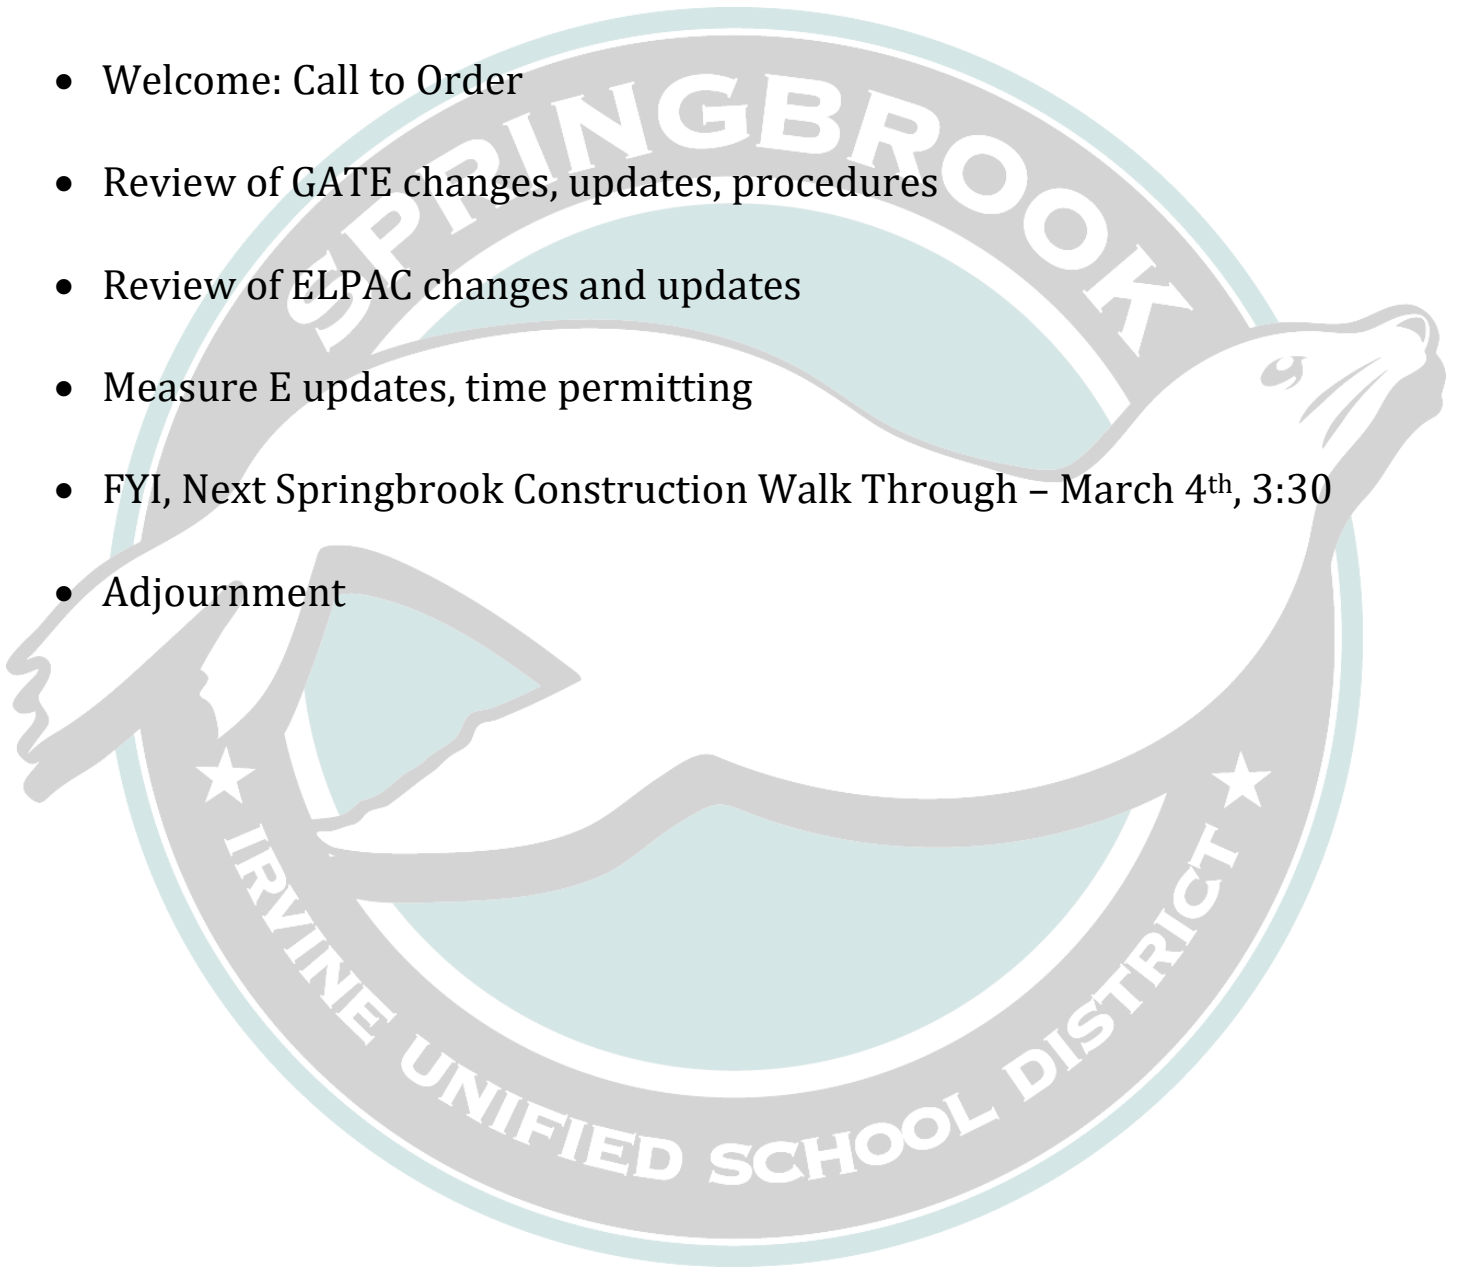 • Welcome: Call to Order
• Review of GATE changes, updates, procedures
• Review of ELPAC changes and updates
• Measure E updates, time permitting
• FYI, Next Springbrook Construction Walk Through – March 4th, 3:30
• Adjournment
SPRINGBROOK
IRVINE UNIFIED SCHOOL DISTRICT